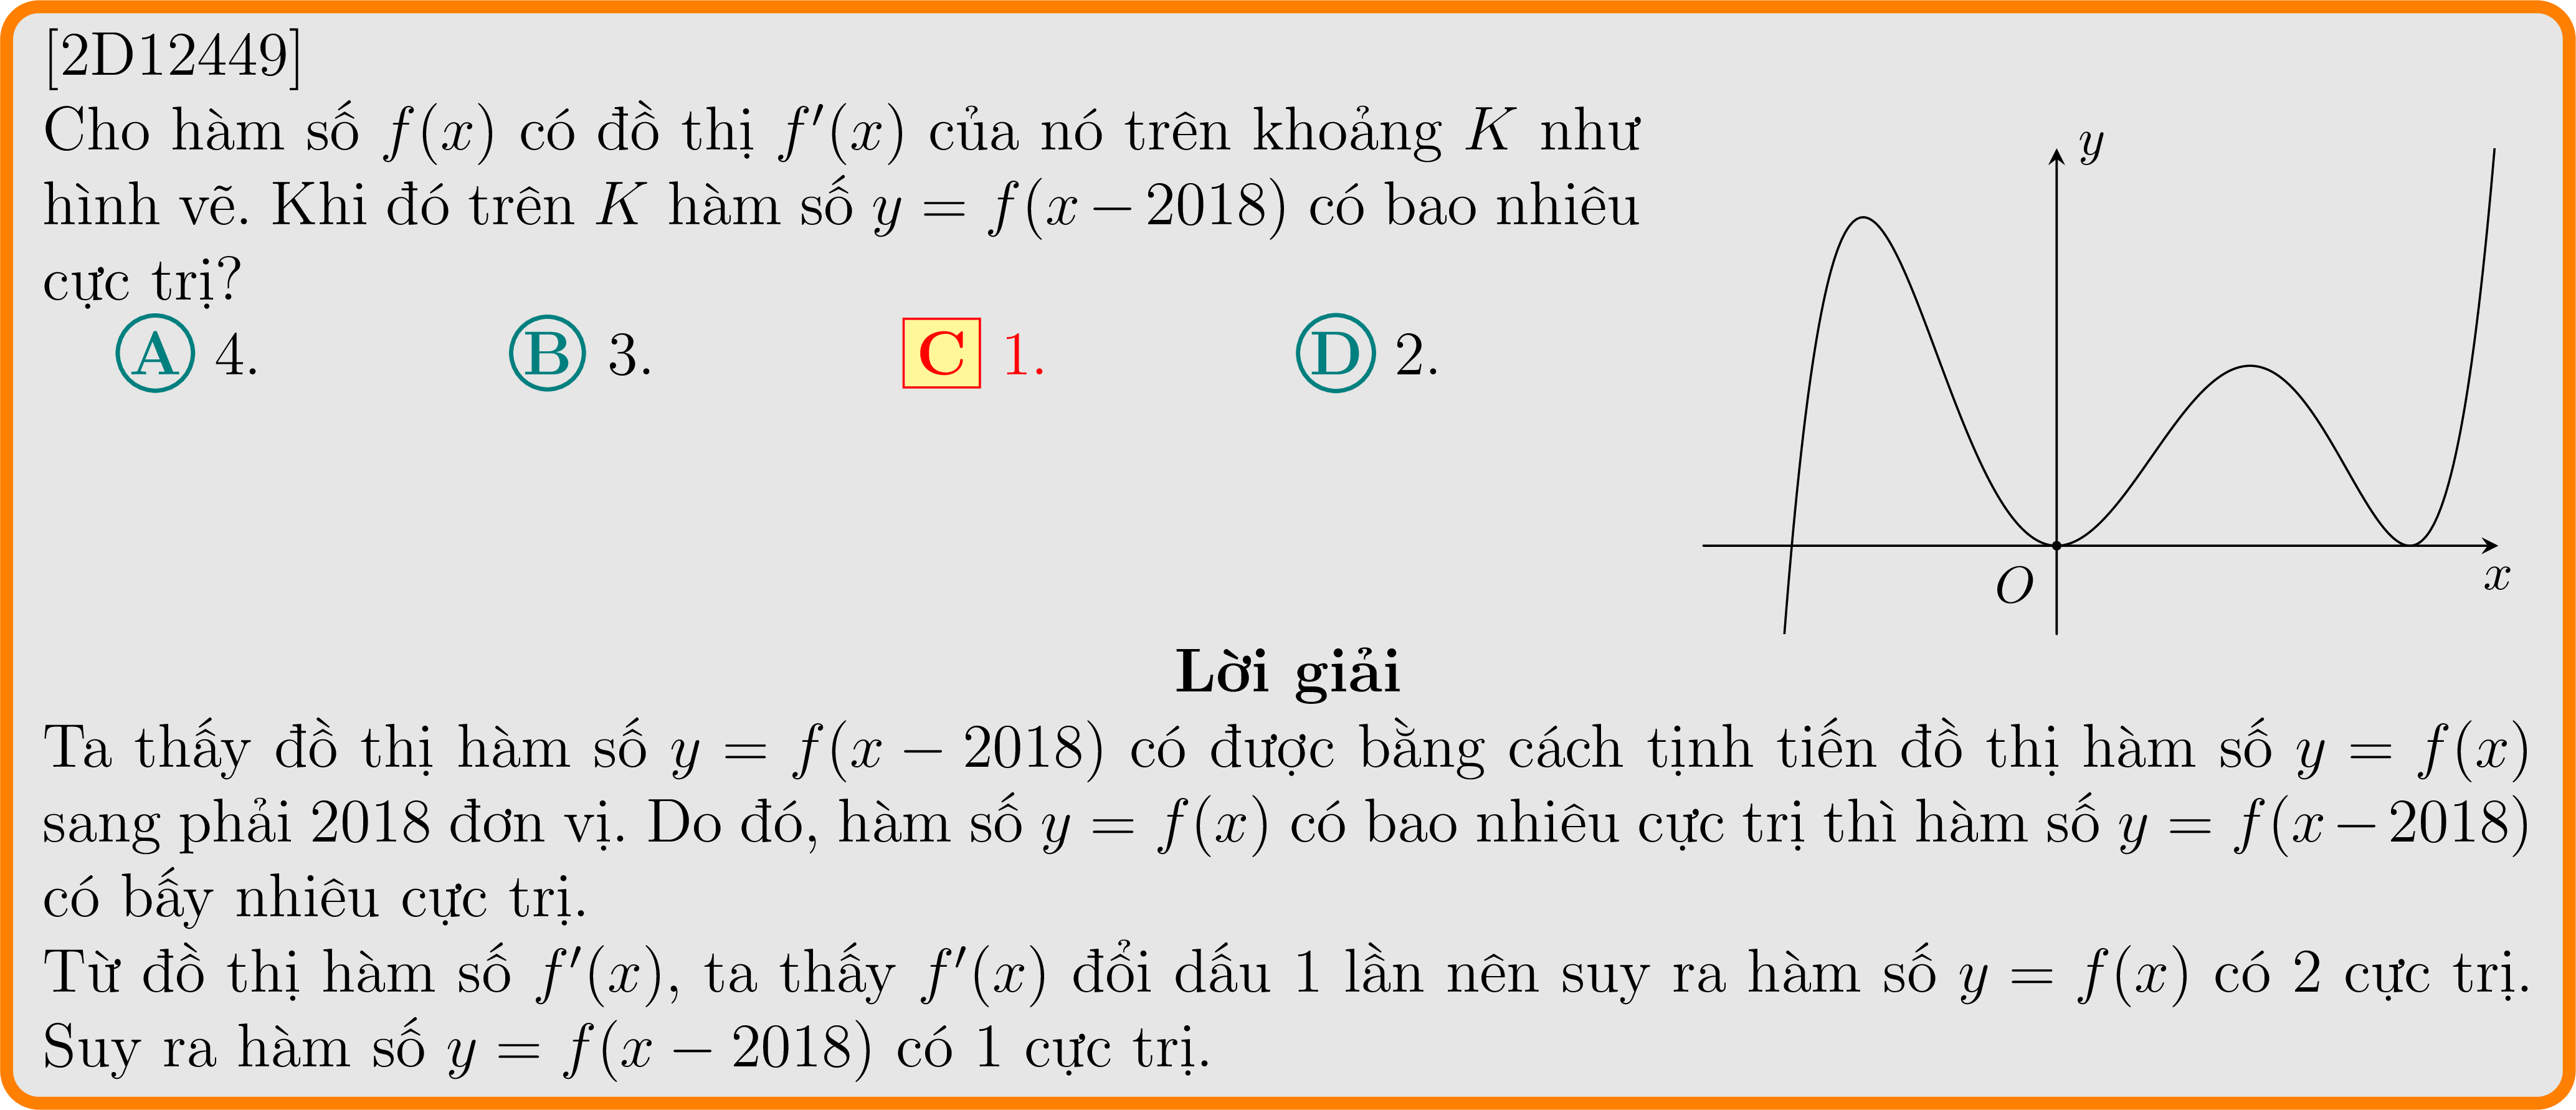 [2D12449]
Cho hàm số f(x) có đồ thị f′(x) của nó trên khoảng K như
hình vẽ. Khi đó trên K hàm số y = f(x − 2018) có bao nhiêu
cực trị?
A 4. B 3. C 1. D 2.
y
O
x
Lời giải
Ta thấy đồ thị hàm số y = f(x − 2018) có được bằng cách tịnh tiến đồ thị hàm số y = f(x)
sang phải 2018 đơn vị. Do đó, hàm số y = f(x) có bao nhiêu cực trị thì hàm số y = f(x − 2018)
có bấy nhiêu cực trị.
Từ đồ thị hàm số f′(x), ta thấy f′(x) đổi dấu 1 lần nên suy ra hàm số y = f(x) có 2 cực trị.
Suy ra hàm số y = f(x − 2018) có 1 cực trị.